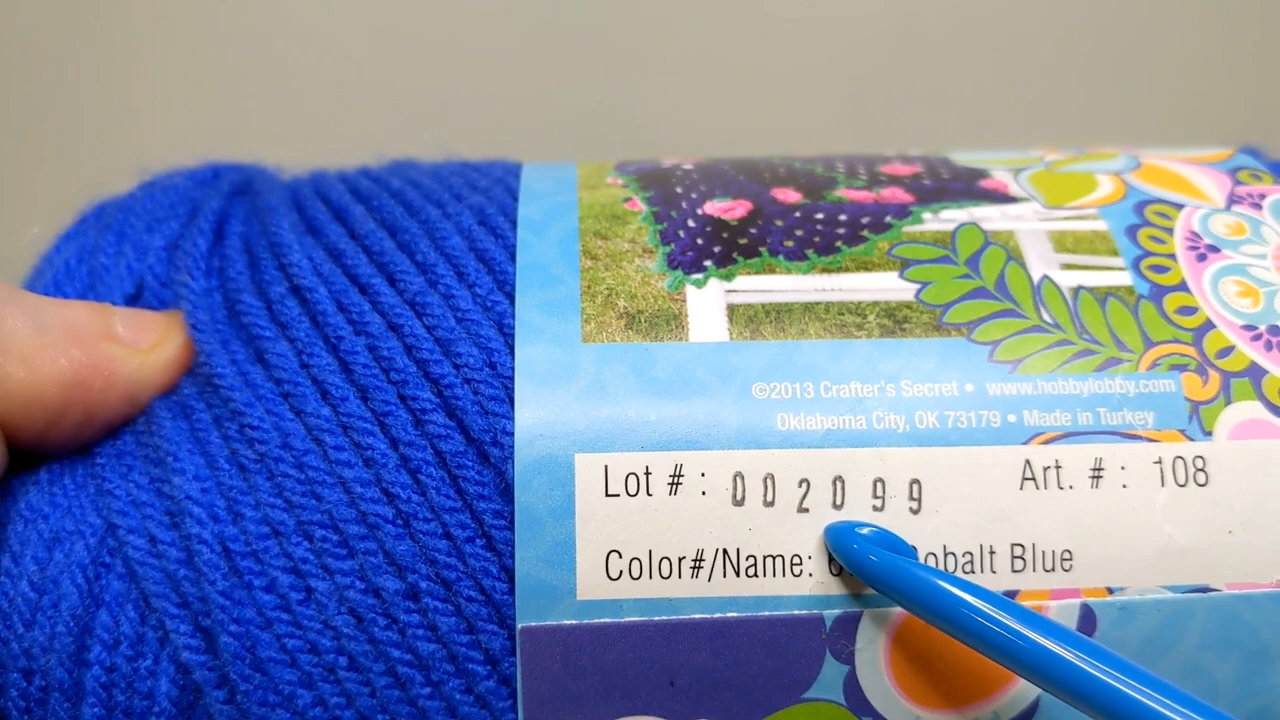 ©2013 Crafter's Secret • www.hobbylobby.com
Oklahoma City, OK 73179 • Made in Turkey
Lot # : 002099 Art. # : 108
Color#/Name: Cobalt Blue